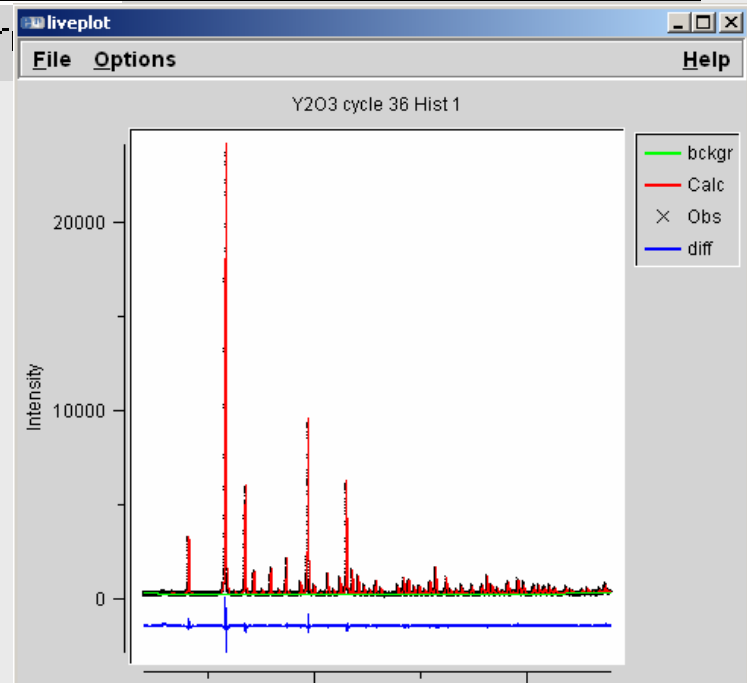 liveplot
File Options Help
Y2O3 cycle 36 Hist 1
bckgr
Calc
Obs
diff
Intensity
20000
10000
0